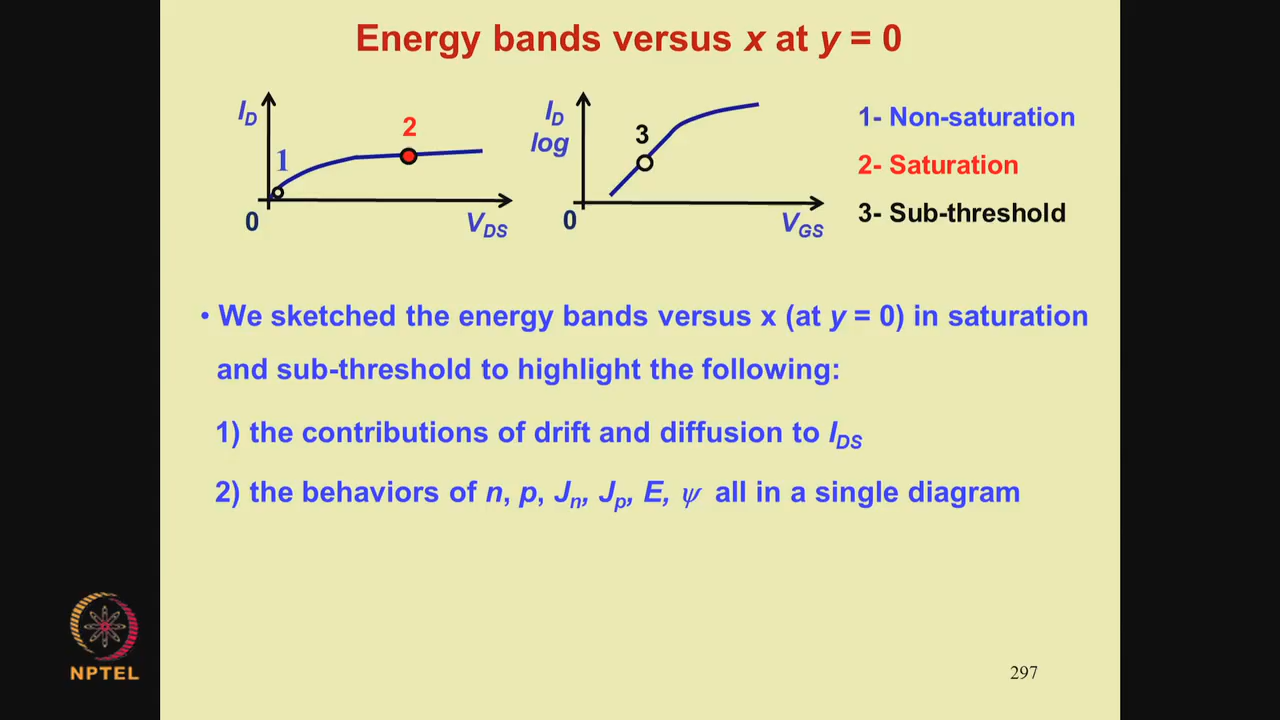 Energy bands versus x at y = 0
I_D
2
1
0
V_DS
I_D
log
3
0
V_GS
1- Non-saturation
2- Saturation
3- Sub-threshold
• We sketched the energy bands versus x (at y = 0) in saturation
and sub-threshold to highlight the following:
1) the contributions of drift and diffusion to I_DS
2) the behaviors of n, p, J_n, J_p, E, ψ all in a single diagram
NPTEL
297